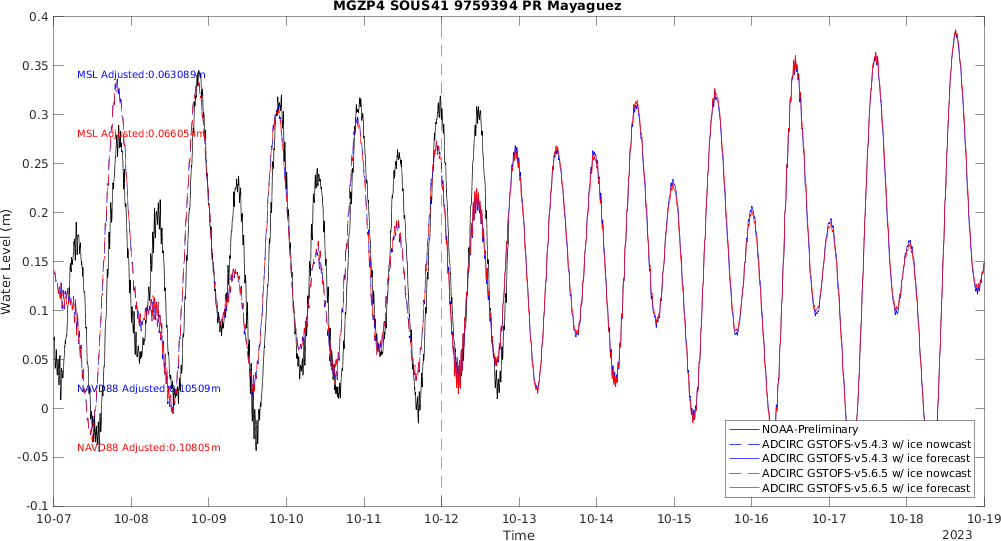 MGZP4 SOUS41 9759394 PR Mayaguez
0.4
0.35
0.3
0.25
0.2
0.15
0.1
0.05
0
-0.05
-0.1
Water Level (m)
MSL Adjusted:0.063089m
MSL Adjusted:0.066054m
NAVD88 Adjusted:0.10509m
NAVD88 Adjusted:0.10805m
NOAA-Preliminary
ADCIRC GSTOFS-v5.4.3 w/ ice nowcast
ADCIRC GSTOFS-v5.4.3 w/ ice forecast
ADCIRC GSTOFS-v5.6.5 w/ ice nowcast
ADCIRC GSTOFS-v5.6.5 w/ ice forecast
10-07 10-08 10-09 10-10 10-11 10-12 10-13 10-14 10-15 10-16 10-17 10-18 10-19
Time
2023